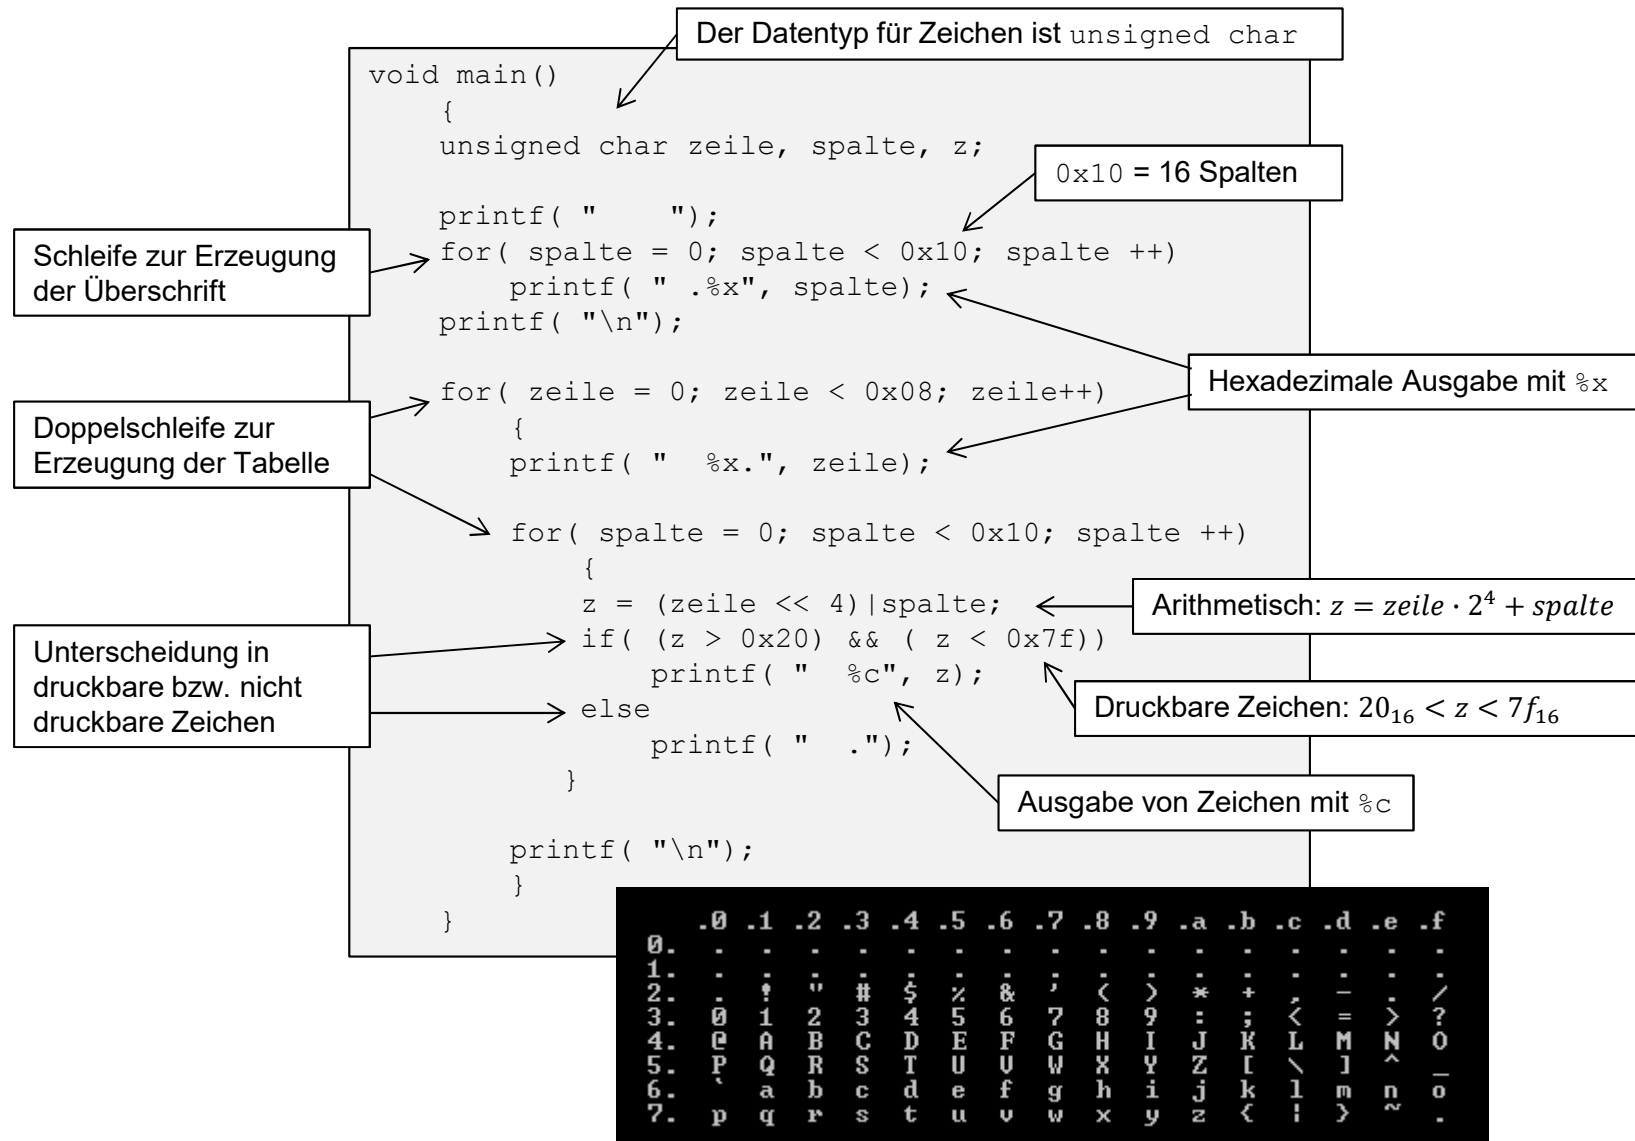 Der Datentyp für Zeichen ist unsigned char
void main()
{
unsigned char zeile, spalte, z;
0x10 = 16 Spalten
printf( "     ");
Schleife zur Erzeugung
der Überschrift
for( spalte = 0; spalte < 0x10; spalte ++)
printf( " .%x", spalte);
printf( "\n");
Hexadezimale Ausgabe mit %x
for( zeile = 0; zeile < 0x08; zeile++)
Doppelschleife zur
Erzeugung der Tabelle
{
printf( "  %x.", zeile);
for( spalte = 0; spalte < 0x10; spalte ++)
{
z = (zeile << 4)|spalte;
Arithmetisch: z = zeile · 2⁴ + spalte
Unterscheidung in
druckbare bzw. nicht
druckbare Zeichen
if( (z > 0x20) && ( z < 0x7f))
printf( "  %c", z);
Druckbare Zeichen: 20₁₆ < z < 7f₁₆
else
printf( "  .");
}
Ausgabe von Zeichen mit %c
printf( "\n");
}
}
.0 .1 .2 .3 .4 .5 .6 .7 .8 .9 .a .b .c .d .e .f
0. . . . . . . . . . . . . . . . .
1. . . . . . . . . . . . . . . . .
2. . ! " # $ % & ' ( ) * + , - . /
3. 0 1 2 3 4 5 6 7 8 9 : ; < = > ?
4. @ A B C D E F G H I J K L M N O
5. P Q R S T U V W X Y Z [ \ ] ^ _
6. ` a b c d e f g h i j k l m n o
7. p q r s t u v w x y z { | } ~ .